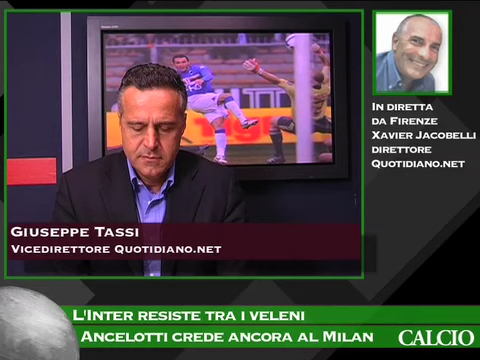 In diretta
da Firenze
Xavier Jacobelli
direttore
Quotidiano.net
Giuseppe Tassi
Vicedirettore Quotidiano.net
L'Inter resiste tra i veleni
Ancelotti crede ancora al Milan
CALCIO